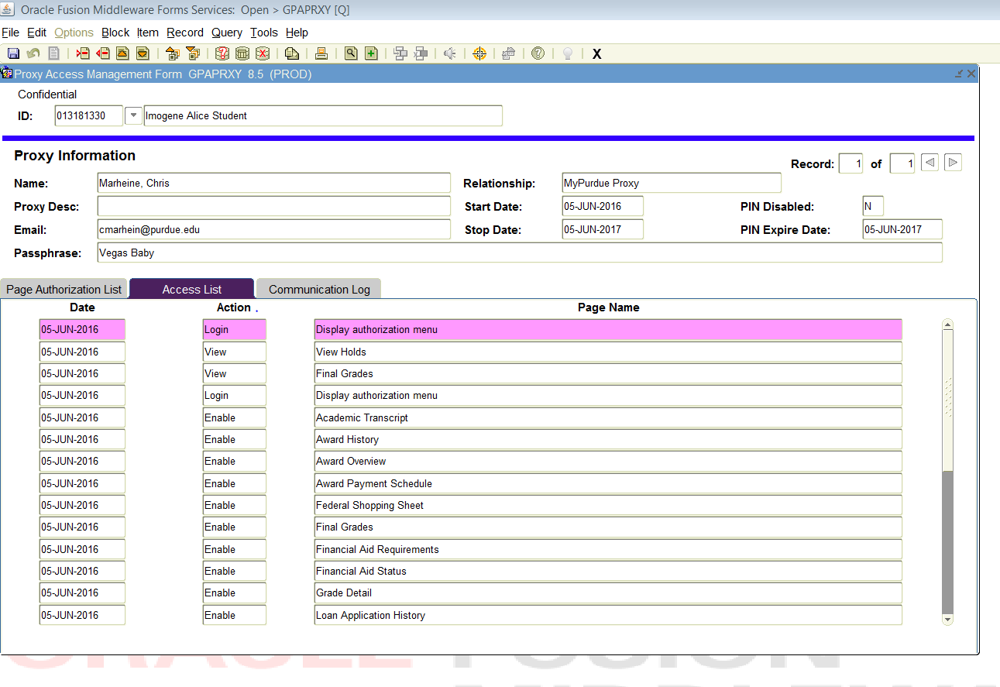 Oracle Fusion Middleware Forms Services: Open > GPAPRXY [Q]
File Edit Options Block Item Record Query Tools Help
X
Proxy Access Management Form GPAPRXY 8.5 (PROD)
Confidential
ID: 013181330 Imogene Alice Student
Proxy Information
Record: 1 of 1
Name: Marheine, Chris Relationship: MyPurdue Proxy
Proxy Desc: Start Date: 05-JUN-2016 PIN Disabled: N
Email: cmarhein@purdue.edu Stop Date: 05-JUN-2017 PIN Expire Date: 05-JUN-2017
Passphrase: Vegas Baby
Page Authorization List Access List Communication Log
Date Action . Page Name
05-JUN-2016 Login Display authorization menu
05-JUN-2016 View View Holds
05-JUN-2016 View Final Grades
05-JUN-2016 Login Display authorization menu
05-JUN-2016 Enable Academic Transcript
05-JUN-2016 Enable Award History
05-JUN-2016 Enable Award Overview
05-JUN-2016 Enable Award Payment Schedule
05-JUN-2016 Enable Federal Shopping Sheet
05-JUN-2016 Enable Final Grades
05-JUN-2016 Enable Financial Aid Requirements
05-JUN-2016 Enable Financial Aid Status
05-JUN-2016 Enable Grade Detail
05-JUN-2016 Enable Loan Application History
ORACLE FUSION